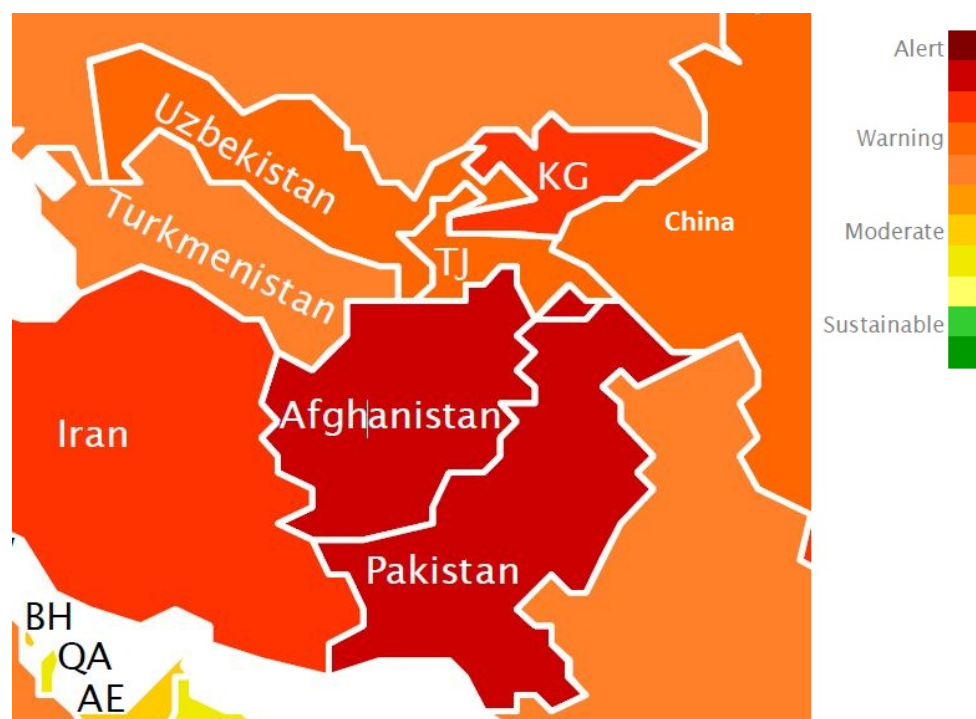 Uzbekistan
Turkmenistan
KG
China
TJ
Iran
Afghanistan
Pakistan
BH
QA
AE
Alert
Warning
Moderate
Sustainable